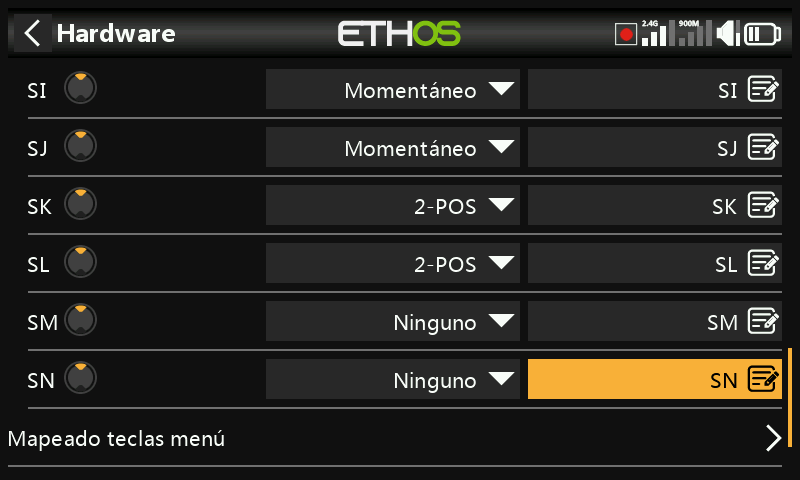 Hardware ETHOS 2.4G 900M
SI Momentáneo SI
SJ Momentáneo SJ
SK 2-POS SK
SL 2-POS SL
SM Ninguno SM
SN Ninguno SN
Mapeado teclas menú